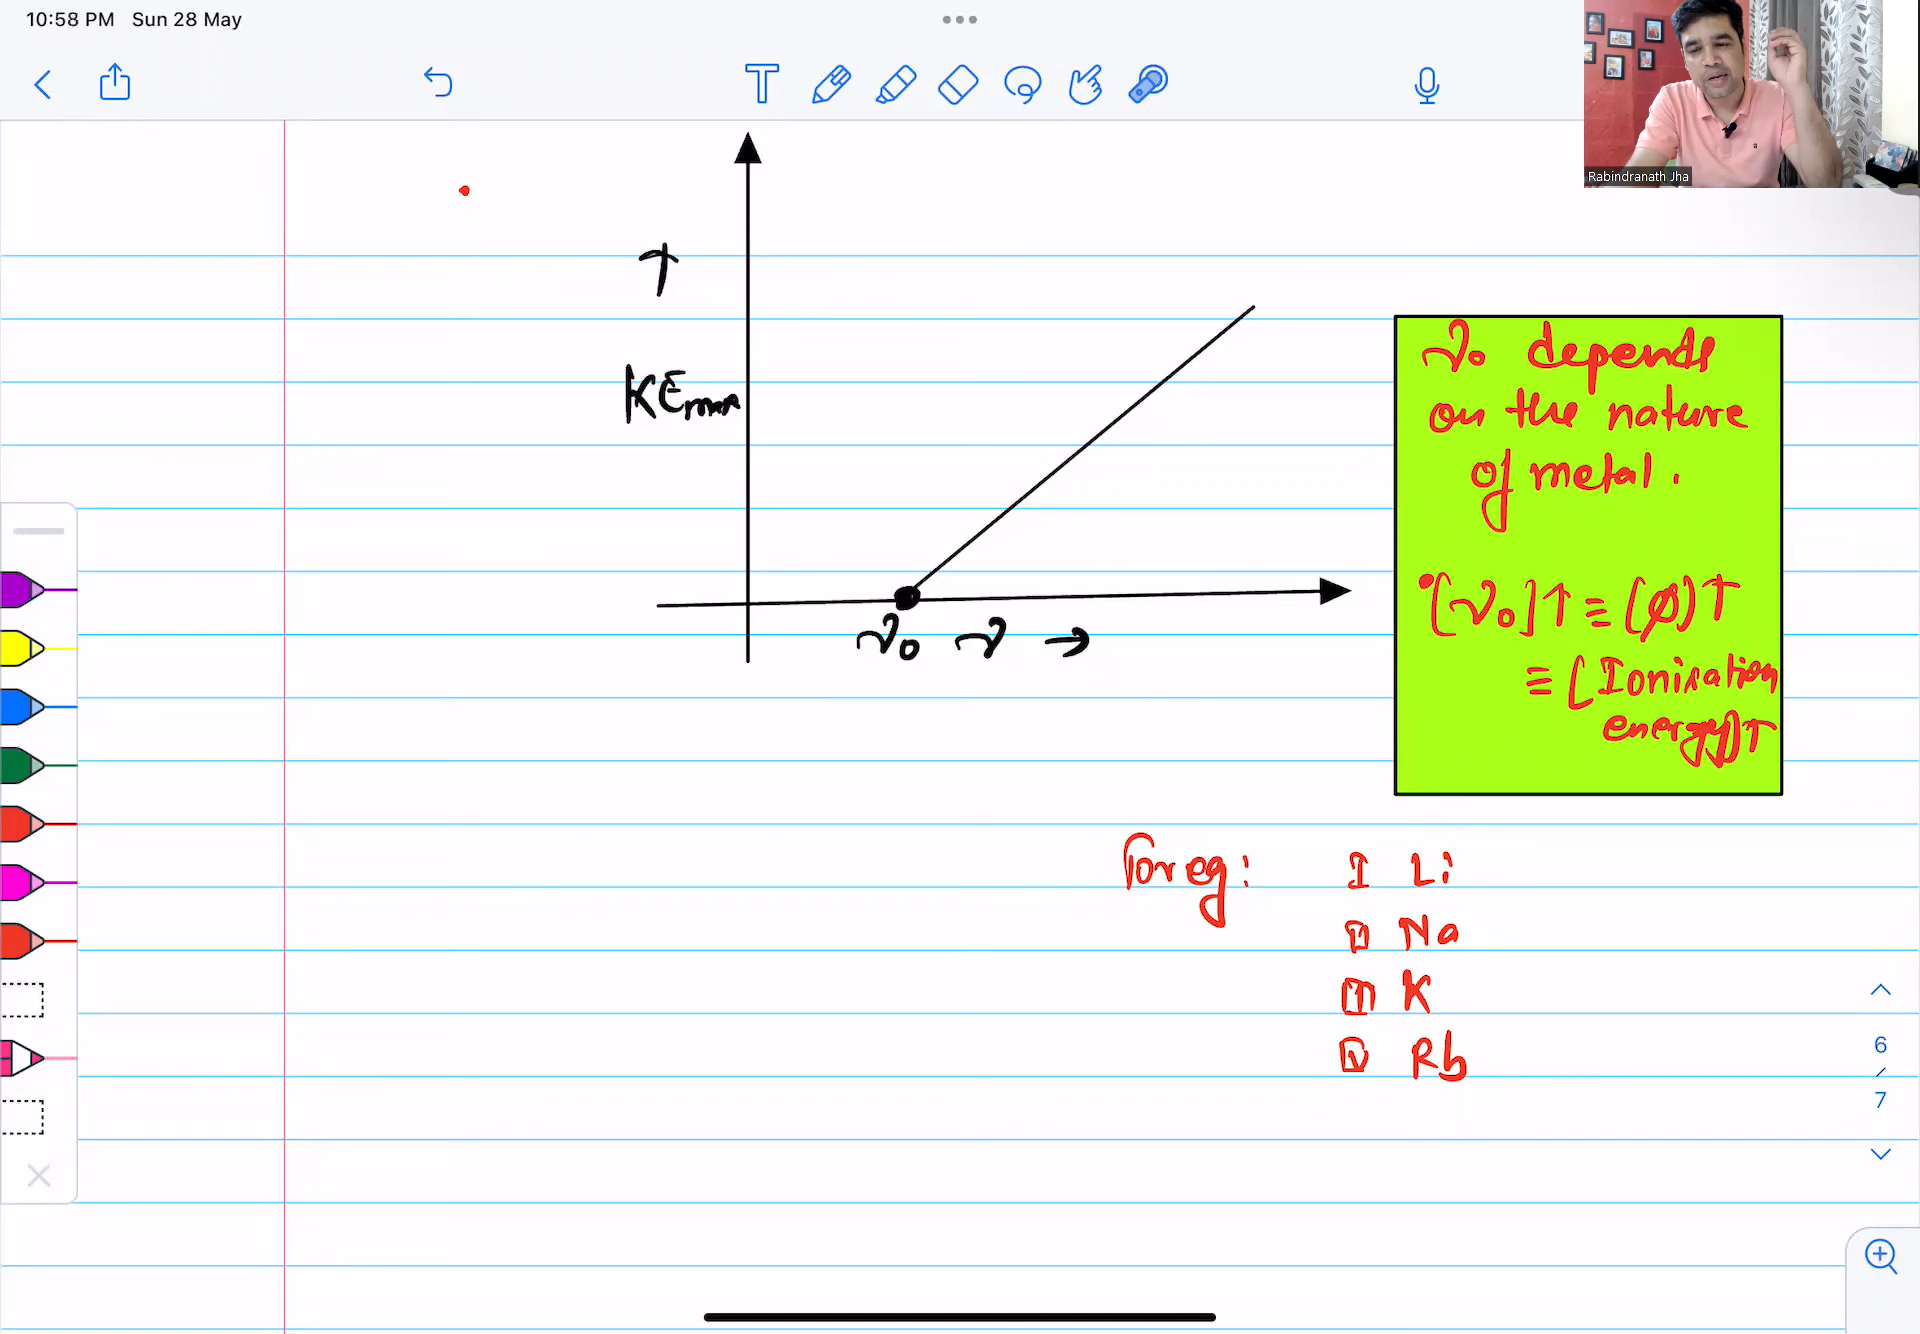 10:58 PM Sun 28 May
T
Rabindranath Jha
↑
KEmax
ν₀ ν →
ν₀ depends
on the nature
of metal.
•[ν₀]↑ ≡ (φ)↑
≡ [Ionisation
energy)↑
For eg: I Li
II Na
III K
IV Rb
6
/
7